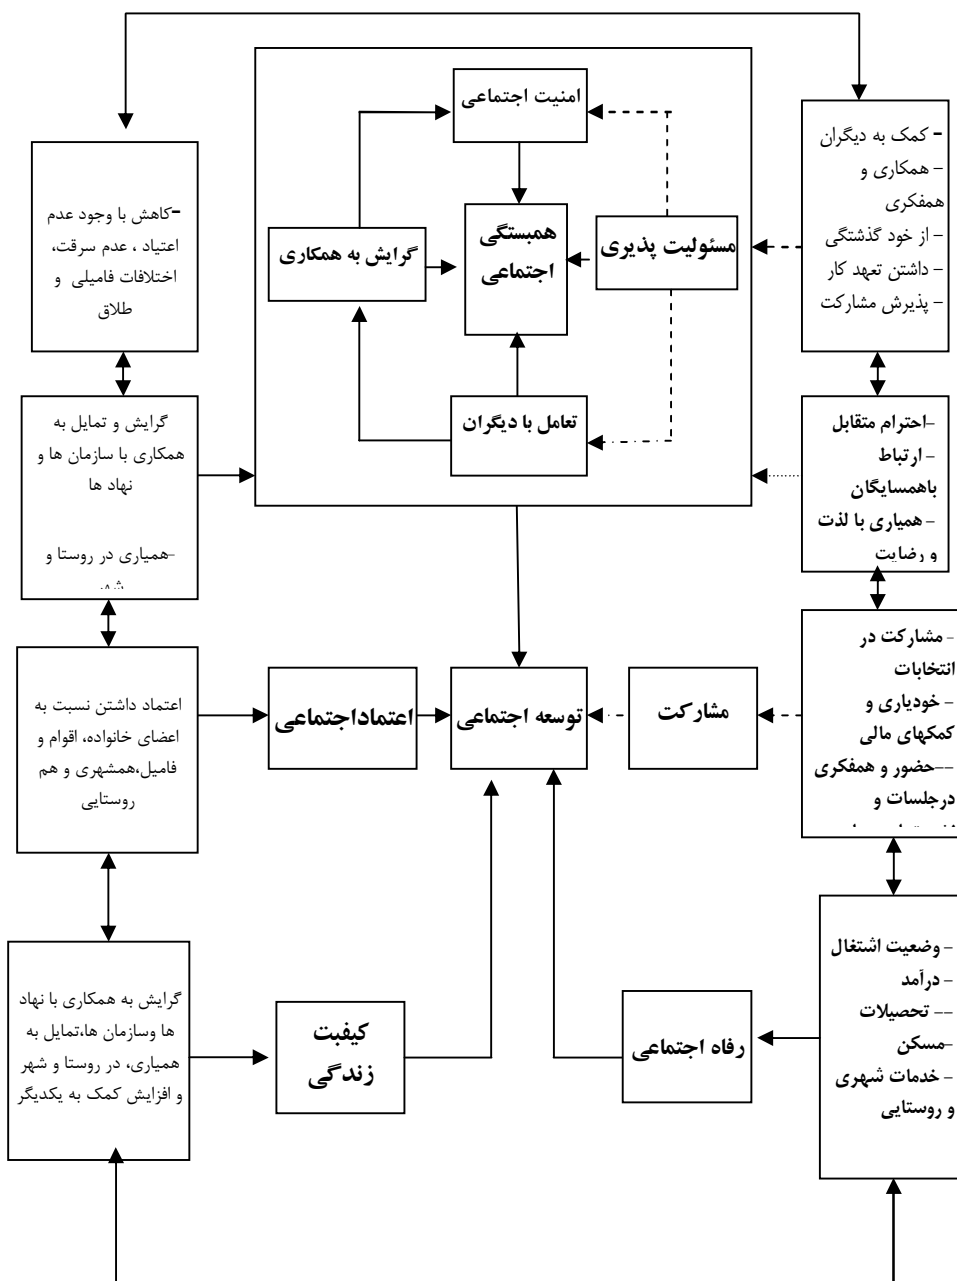 امنیت اجتماعی
- کمک به دیگران
- همکاری و
همفکری
- از خود گذشتگی
- داشتن تعهد کار
- پذیرش مشارکت
-کاهش با وجود عدم
اعتیاد ، عدم سرقت،
اختلافات فامیلی و
طلاق
مسئولیت پذیری
همبستگی
اجتماعی
گرایش به همکاری
تعامل با دیگران
-احترام متقابل
- ارتباط
باهمسایگان
- همیاری با لذت
و رضایت
گرایش و تمایل به
همکاری با سازمان ها و
نهاد ها
-همیاری در روستا و
شهر
- مشارکت در
انتخابات
- خودیاری و
کمکهای مالی
--حضور و همفکری
درجلسات و
مشارکت
توسعه اجتماعی
اعتماداجتماعی
اعتماد داشتن نسبت به
اعضای خانواده، اقوام و
فامیل،همشهری و هم
روستایی
- وضعیت اشتغال
- درآمد
-- تحصیلات
-مسکن
- خدمات شهری
و روستایی
رفاه اجتماعی
کیفبت
زندگی
گرایش به همکاری با نهاد
ها وسازمان ها،تمایل به
همیاری، در روستا و شهر
و افزایش کمک به یکدیگر